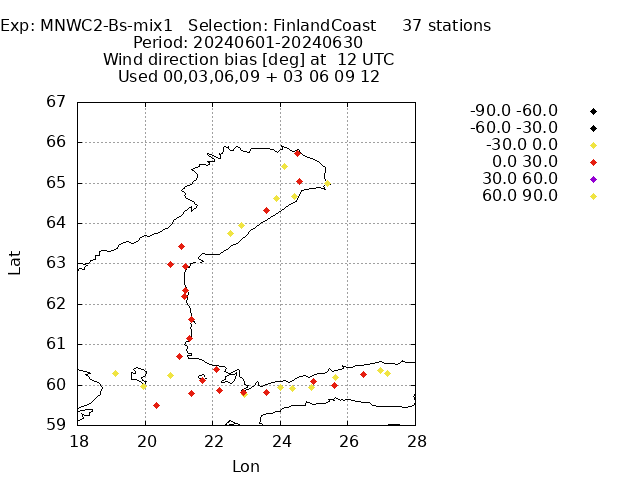 Exp: MNWC2-Bs-mix1   Selection: FinlandCoast     37 stations
Period: 20240601-20240630
Wind direction bias [deg] at  12 UTC
Used 00,03,06,09 + 03 06 09 12
-90.0 -60.0
-60.0 -30.0
-30.0 0.0
0.0 30.0
30.0 60.0
60.0 90.0
67
66
65
64
63
62
61
60
59
Lat
18 20 22 24 26 28
Lon